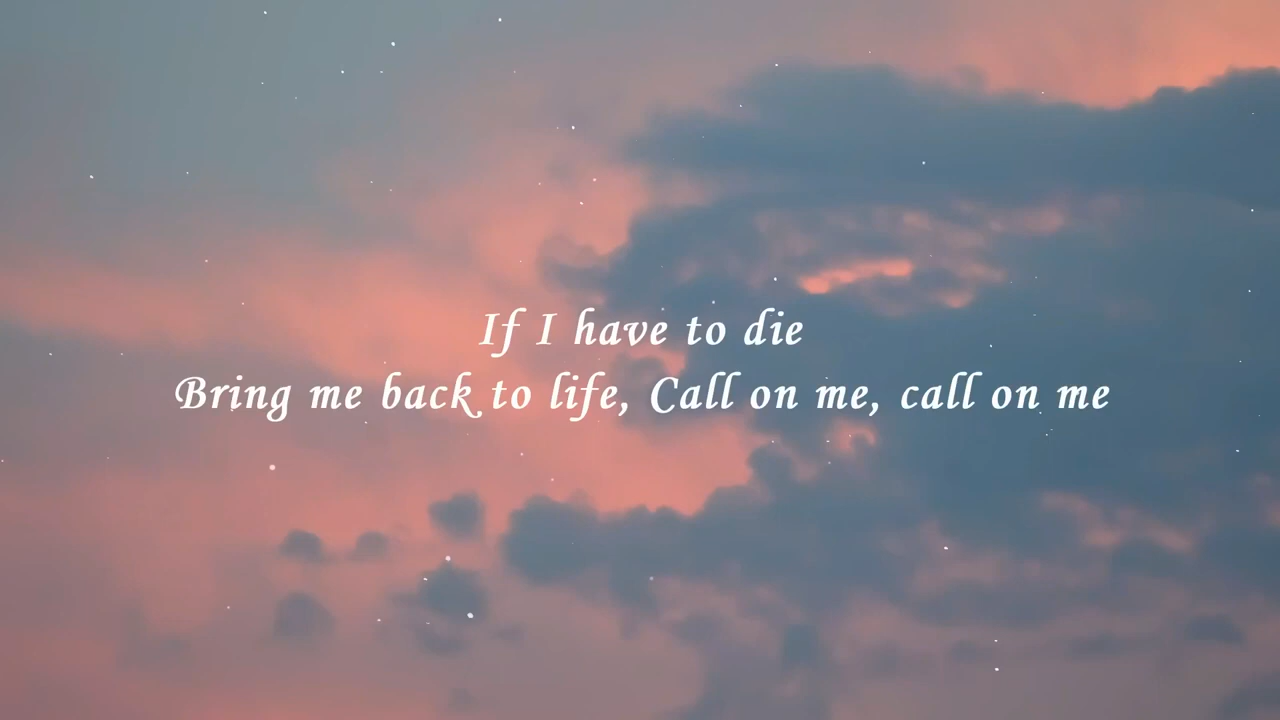 If I have to die
Bring me back to life, Call on me, call on me